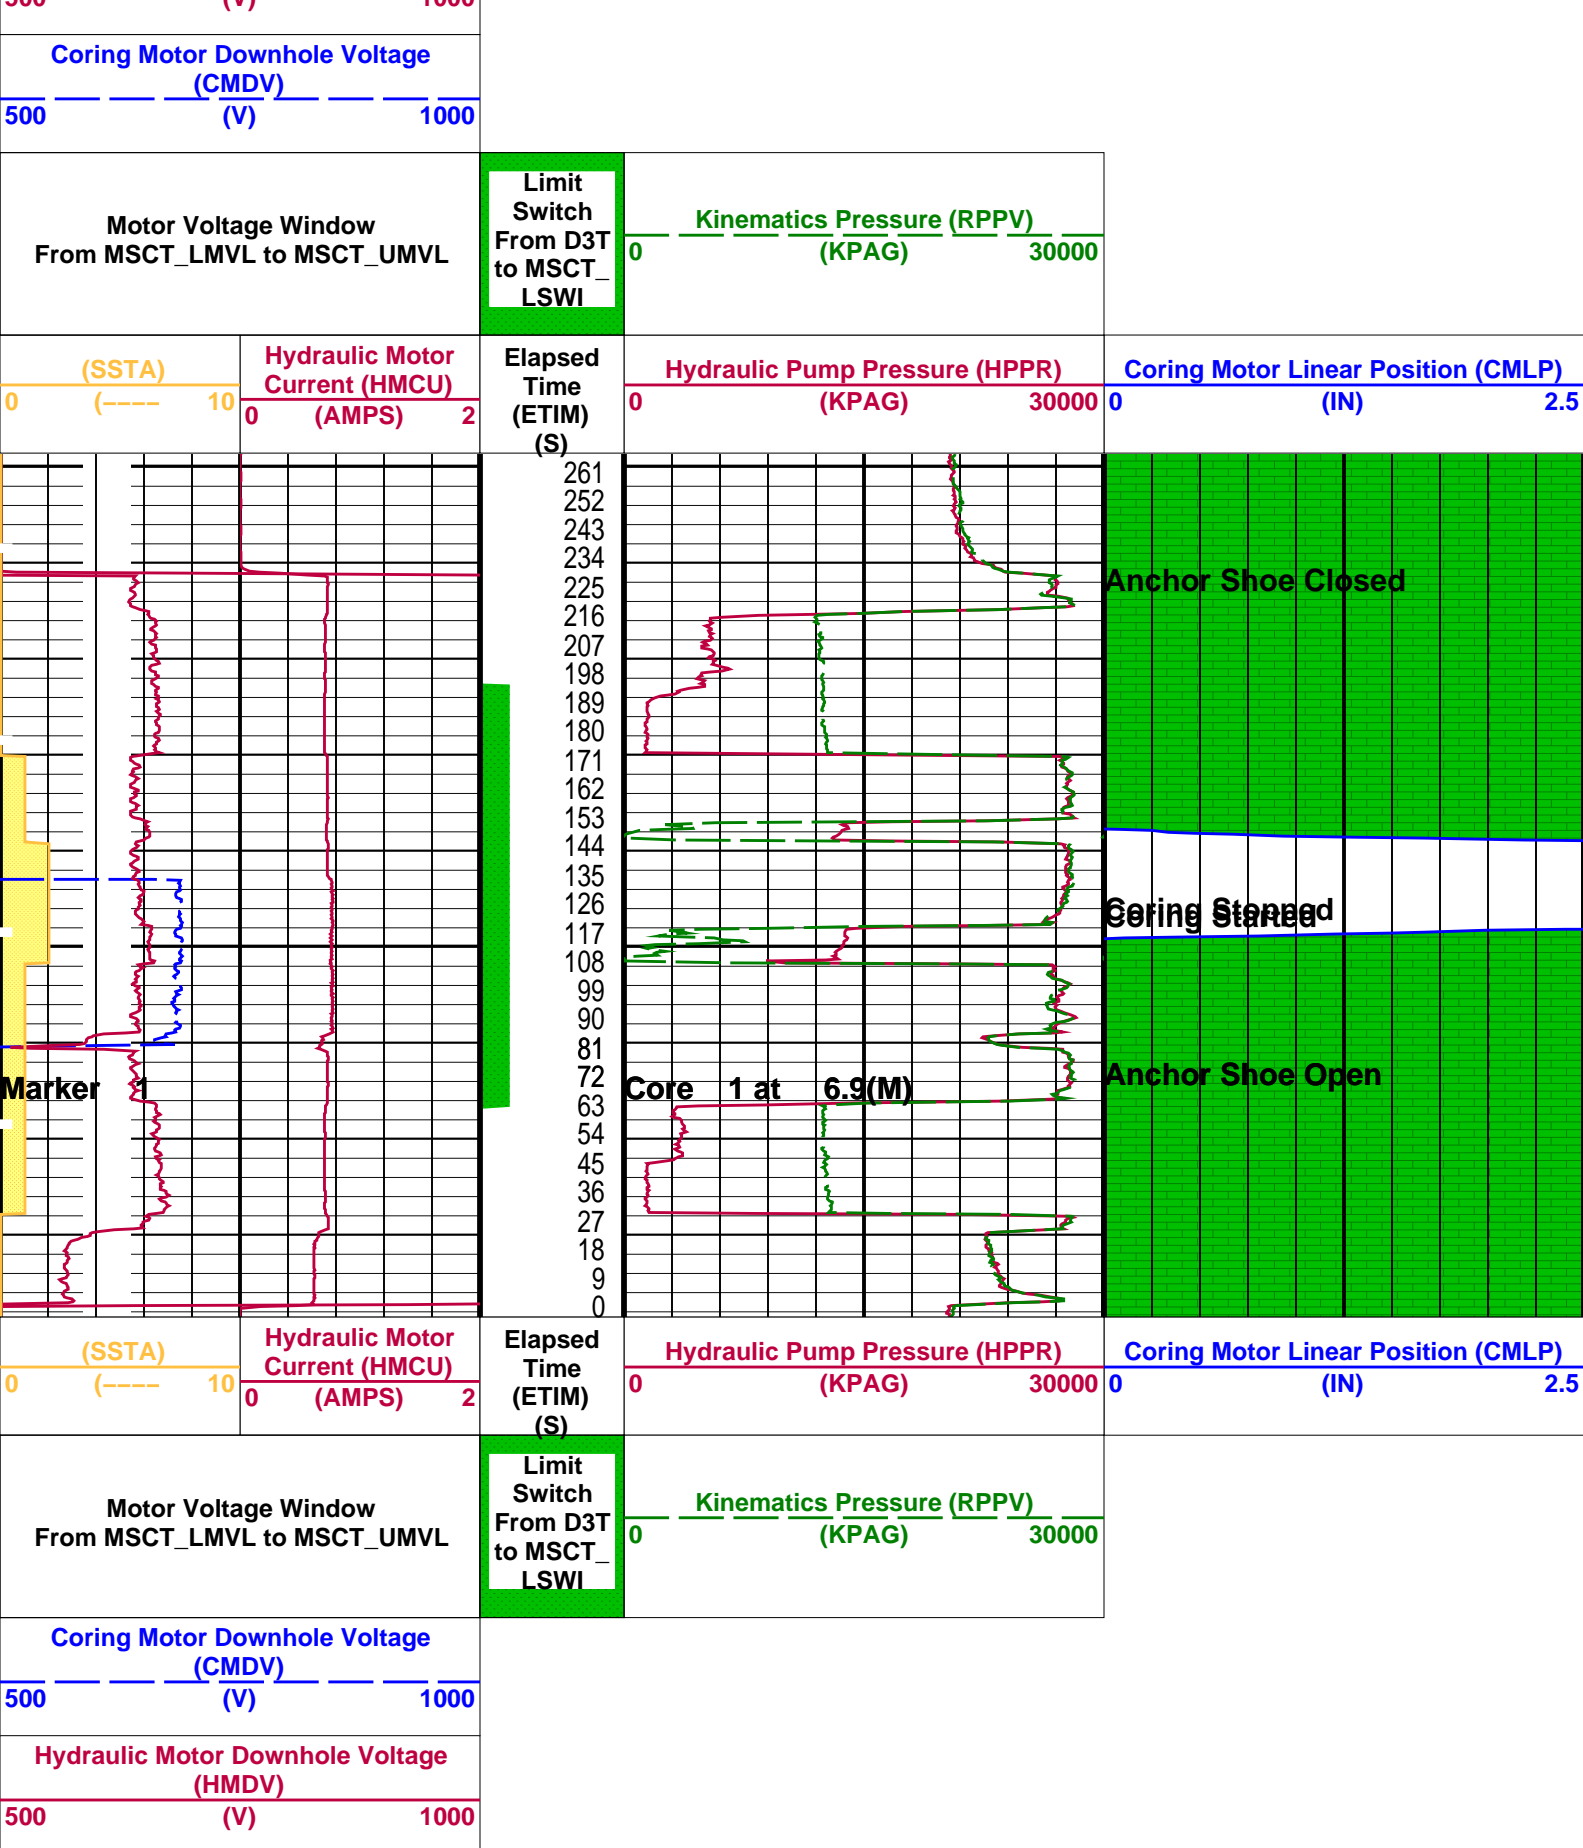 500 (V) 1000
Coring Motor Downhole Voltage
(CMDV)
500 (V) 1000
Motor Voltage Window
From MSCT_LMVL to MSCT_UMVL
Limit
Switch
From D3T
to MSCT_
LSWI
Kinematics Pressure (RPPV)
0 (KPAG) 30000
(SSTA)
0 (---- 10
Hydraulic Motor
Current (HMCU)
0 (AMPS) 2
Elapsed
Time
(ETIM)
(S)
Hydraulic Pump Pressure (HPPR)
0 (KPAG) 30000
Coring Motor Linear Position (CMLP)
0 (IN) 2.5
261
252
243
234
225
Anchor Shoe Closed
216
207
198
189
180
171
162
153
144
135
126
Coring Stopped
Coring Started
117
108
99
90
81
72
Anchor Shoe Open
Marker 1
Core 1 at 6.9(M)
63
54
45
36
27
18
9
0
(SSTA)
0 (---- 10
Hydraulic Motor
Current (HMCU)
0 (AMPS) 2
Elapsed
Time
(ETIM)
(S)
Hydraulic Pump Pressure (HPPR)
0 (KPAG) 30000
Coring Motor Linear Position (CMLP)
0 (IN) 2.5
Motor Voltage Window
From MSCT_LMVL to MSCT_UMVL
Limit
Switch
From D3T
to MSCT_
LSWI
Kinematics Pressure (RPPV)
0 (KPAG) 30000
Coring Motor Downhole Voltage
(CMDV)
500 (V) 1000
Hydraulic Motor Downhole Voltage
(HMDV)
500 (V) 1000